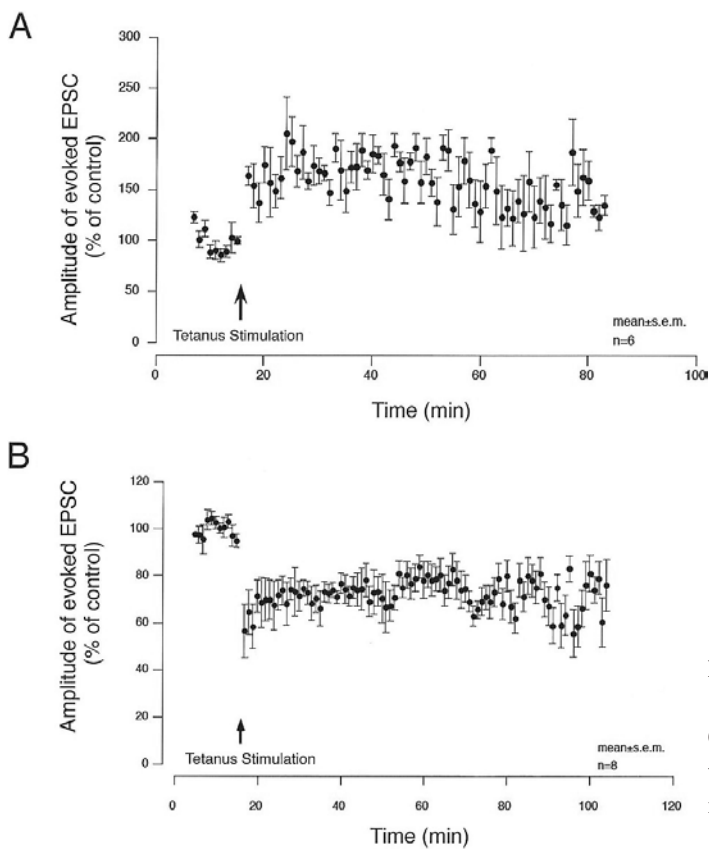 A
Amplitude of evoked EPSC
(% of control)
300
250
200
150
100
50
0
Tetanus Stimulation
mean±s.e.m.
n=6
0 20 40 60 80 100
Time (min)
B
Amplitude of evoked EPSC
(% of control)
120
100
80
60
40
20
0
Tetanus Stimulation
mean±s.e.m.
n=8
0 20 40 60 80 100 120
Time (min)